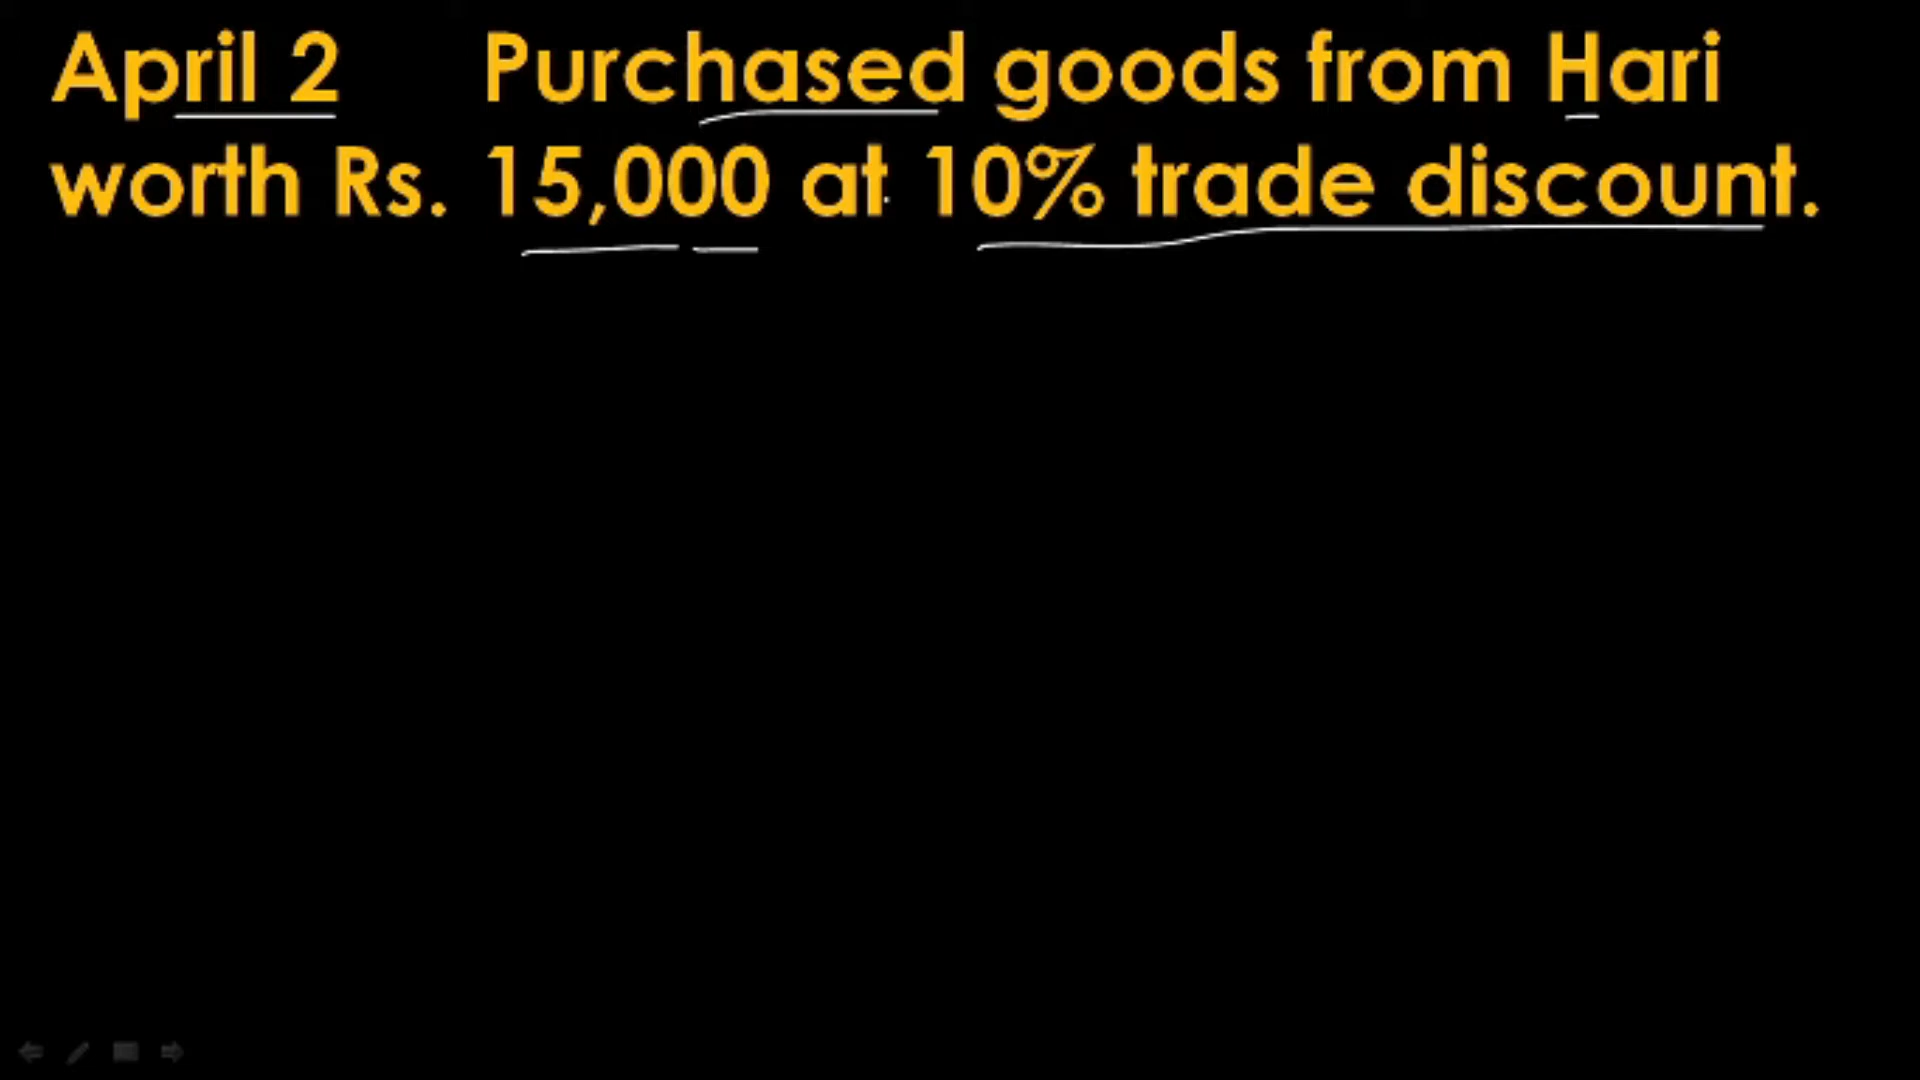 April 2 Purchased goods from Hari
worth Rs. 15,000 at 10% trade discount.